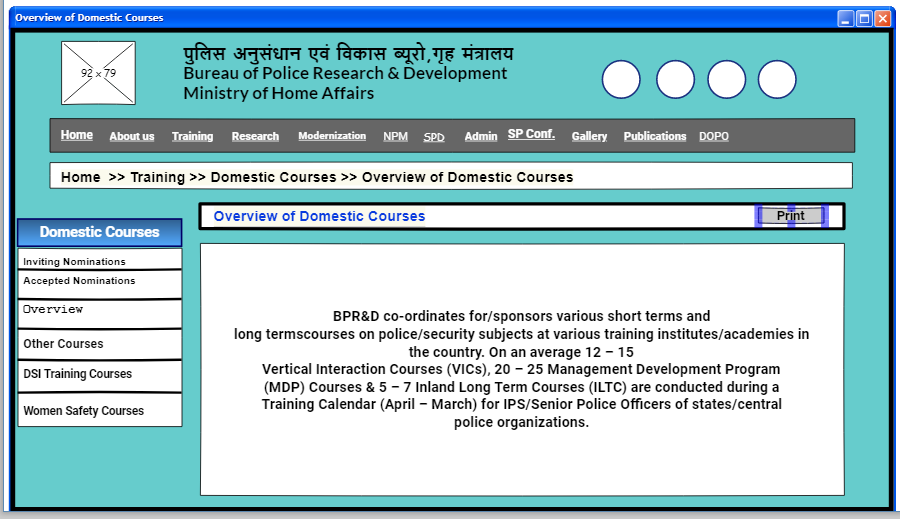 Overview of Domestic Courses
92 x 79
पुलिस अनुसंधान एवं विकास ब्यूरो,गृह मंत्रालय
Bureau of Police Research & Development
Ministry of Home Affairs
Home About us Training Research Modernization NPM SPD Admin SP Conf. Gallery Publications DOPO
Home >> Training >> Domestic Courses >> Overview of Domestic Courses
Overview of Domestic Courses Print
Domestic Courses
Inviting Nominations
Accepted Nominations
Overview
Other Courses
DSI Training Courses
Women Safety Courses
BPR&D co-ordinates for/sponsors various short terms and
long termscourses on police/security subjects at various training institutes/academies in
the country. On an average 12 – 15
Vertical Interaction Courses (VICs), 20 – 25 Management Development Program
(MDP) Courses & 5 – 7 Inland Long Term Courses (ILTC) are conducted during a
Training Calendar (April – March) for IPS/Senior Police Officers of states/central
police organizations.